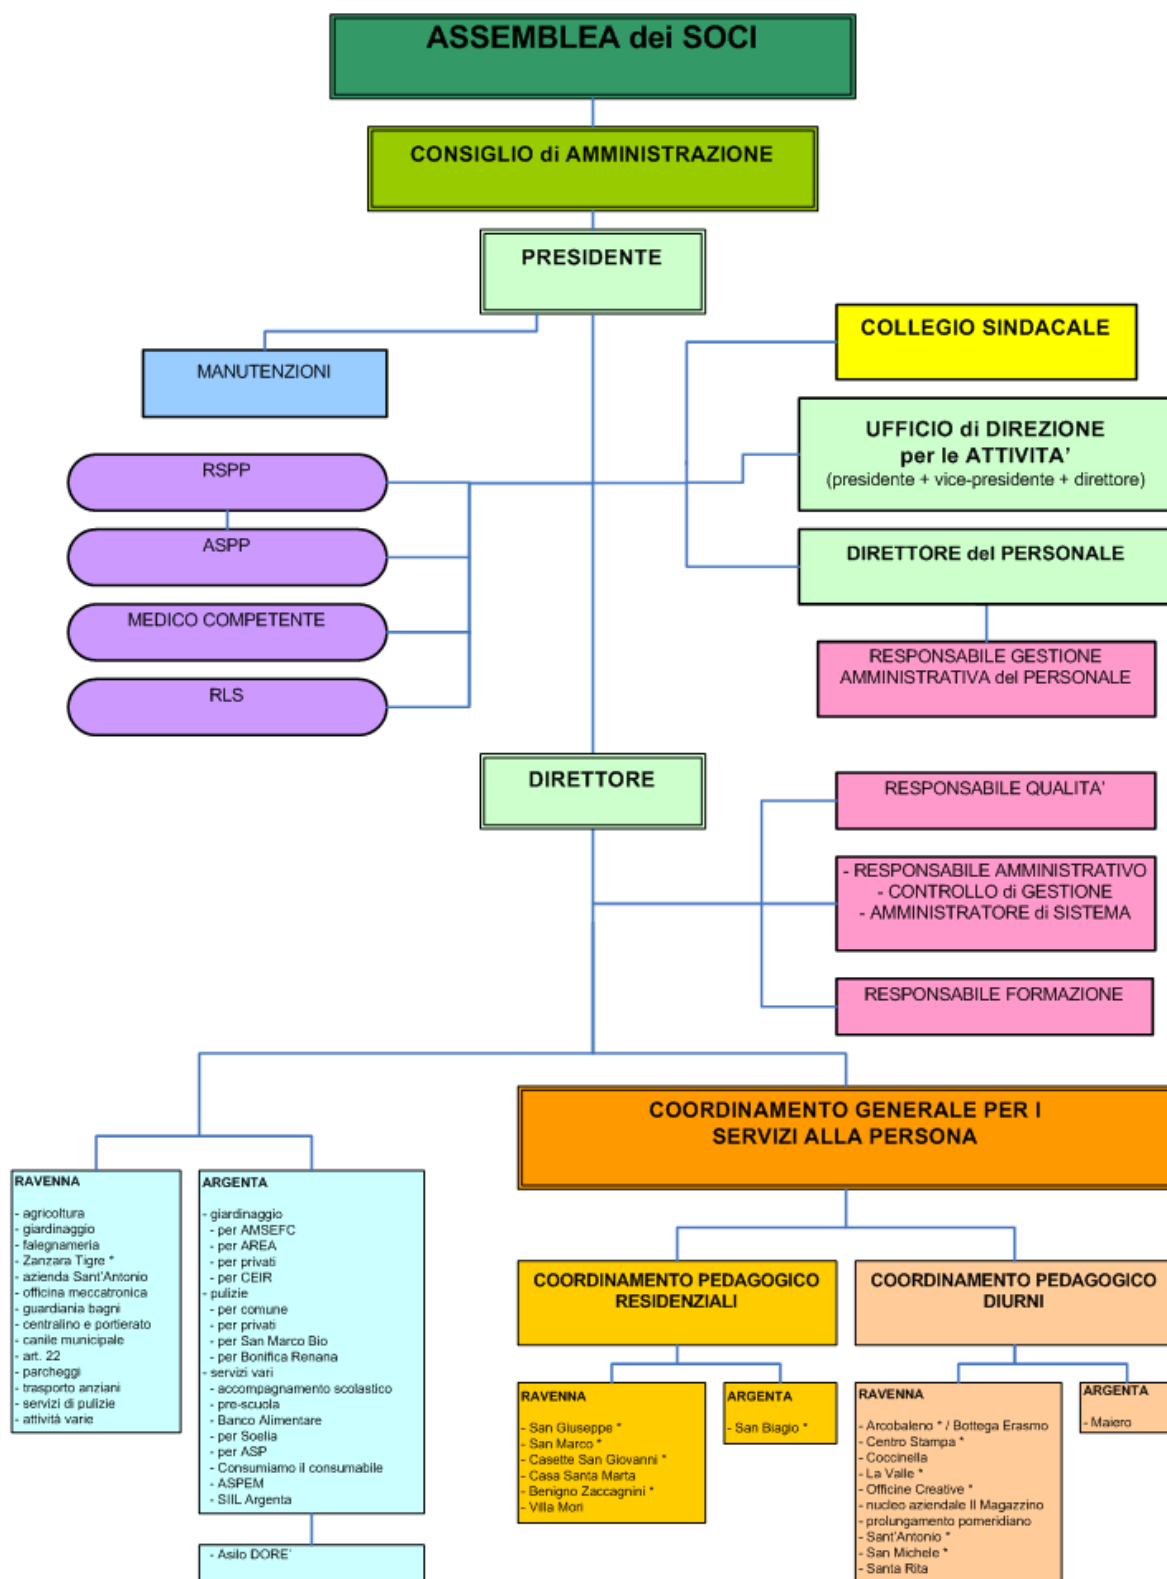 ASSEMBLEA dei SOCI
CONSIGLIO di AMMINISTRAZIONE
PRESIDENTE
MANUTENZIONI
COLLEGIO SINDACALE
UFFICIO di DIREZIONE
per le ATTIVITA'
(presidente + vice-presidente + direttore)
RSPP
ASPP
MEDICO COMPETENTE
RLS
DIRETTORE del PERSONALE
RESPONSABILE GESTIONE
AMMINISTRATIVA del PERSONALE
DIRETTORE
RESPONSABILE QUALITA'
- RESPONSABILE AMMINISTRATIVO
- CONTROLLO di GESTIONE
- AMMINISTRATORE di SISTEMA
RESPONSABILE FORMAZIONE
COORDINAMENTO GENERALE PER I
SERVIZI ALLA PERSONA
RAVENNA
- agricoltura
- giardinaggio
- falegnameria
- Zanzara Tigre *
- azienda Sant'Antonio
- officina meccatronica
- guardiania bagni
- centralino e portierato
- canile municipale
- art. 22
- parcheggi
- trasporto anziani
- servizi di pulizie
- attività varie
ARGENTA
- giardinaggio
- per AMSEFC
- per AREA
- per privati
- per CEIR
- pulizie
- per comune
- per privati
- per San Marco Bio
- per Bonifica Renana
- servizi vari
- accompagnamento scolastico
- pre-scuola
- Banco Alimentare
- per Soelia
- per ASP
- Consumiamo il consumabile
- ASPEM
- SIIL Argenta
- Asilo DORE'
COORDINAMENTO PEDAGOGICO
RESIDENZIALI
RAVENNA
- San Giuseppe *
- San Marco *
- Casette San Giovanni *
- Casa Santa Marta
- Benigno Zaccagnini *
- Villa Mori
ARGENTA
- San Biagio *
COORDINAMENTO PEDAGOGICO
DIURNI
RAVENNA
- Arcobaleno * / Bottega Erasmo
- Centro Stampa *
- Coccinella
- La Valle *
- Officine Creative *
- nucleo aziendale Il Magazzino
- prolungamento pomeridiano
- Sant'Antonio *
- San Michele *
- Santa Rita
ARGENTA
- Maiero